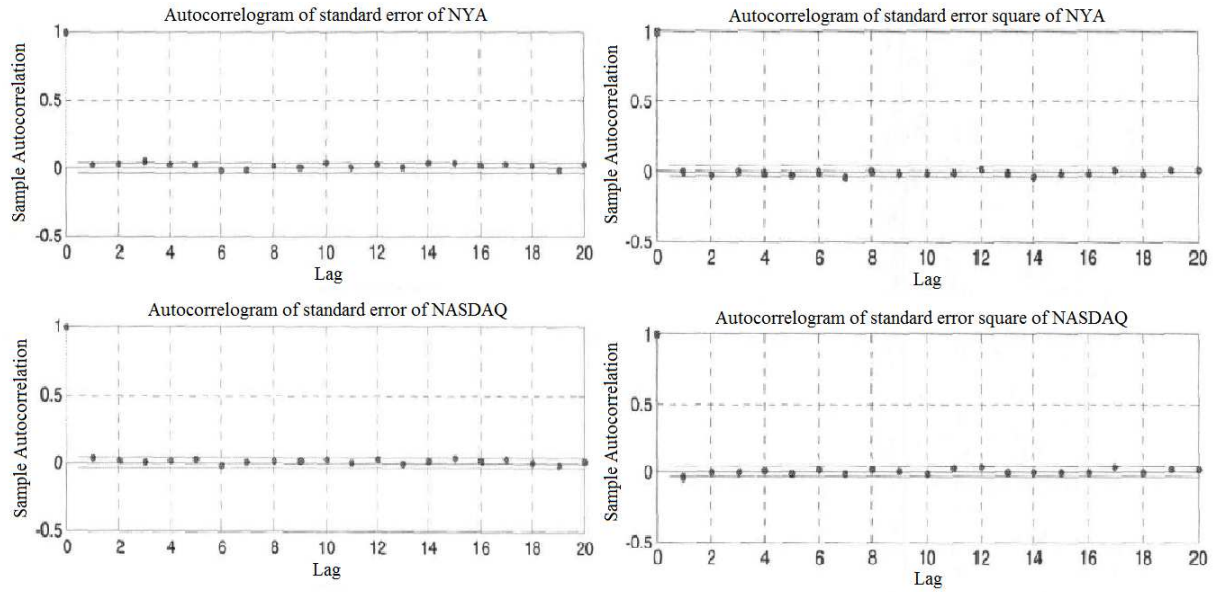 Autocorrelogram of standard error of NYA
Sample Autocorrelation
1
0.5
0
-0.5
0 2 4 6 8 10 12 14 16 18 20
Lag
Autocorrelogram of standard error square of NYA
Sample Autocorrelation
1
0.5
0
-0.5
0 2 4 6 8 10 12 14 16 18 20
Lag
Autocorrelogram of standard error of NASDAQ
Sample Autocorrelation
1
0.5
0
-0.5
0 2 4 6 8 10 12 14 16 18 20
Lag
Autocorrelogram of standard error square of NASDAQ
Sample Autocorrelation
1
0.5
0
-0.5
0 2 4 6 8 10 12 14 16 18 20
Lag